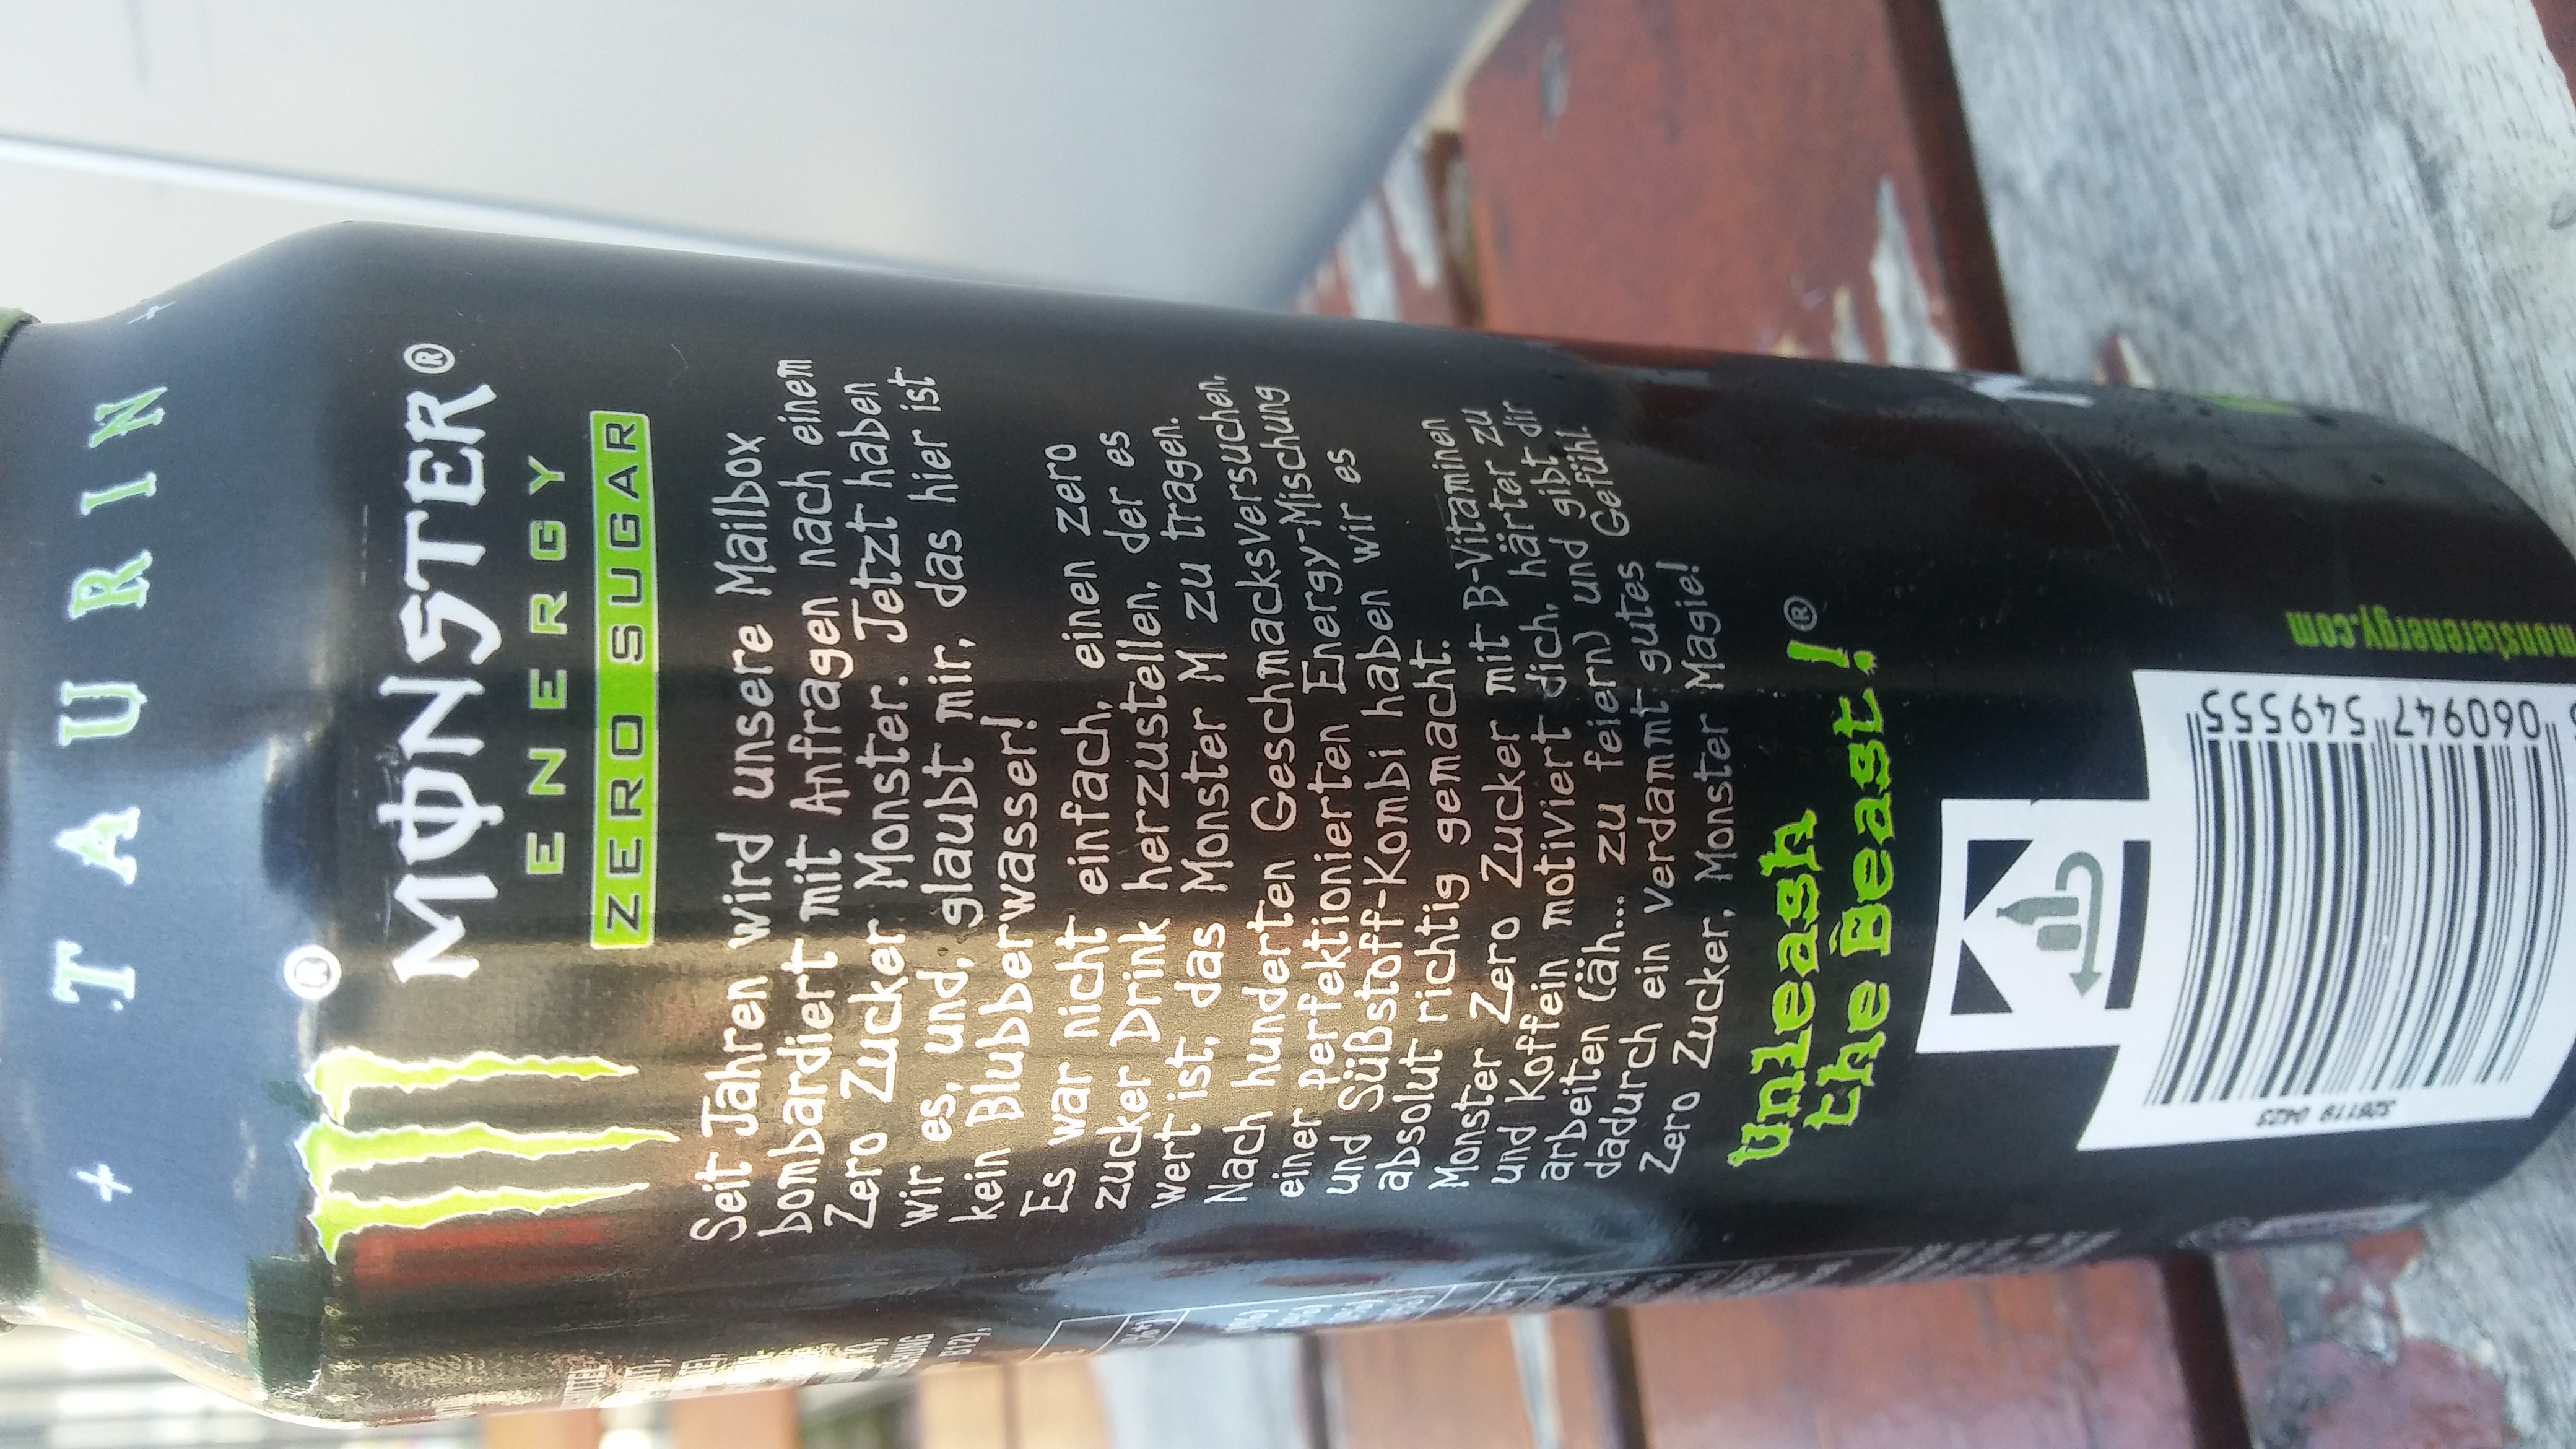 + TAURIN +
®
MONSTER®
ENERGY
ZERO SUGAR
Seit Jahren wird unsere Mailbox
bombardiert mit Anfragen nach einem
Zero Zucker Monster. Jetzt haben
wir es, und, glaubt mir, das hier ist
kein Blubberwasser!
Es war nicht einfach, einen zero
zucker Drink herzustellen, der es
wert ist, das Monster M zu tragen.
Nach hunderten Geschmacksversuchen,
einer perfektionierten Energy-Mischung
und Süßstoff-Kombi haben wir es
absolut richtig gemacht.
Monster Zero Zucker mit B-Vitaminen
und Koffein motiviert dich, härter zu
arbeiten (äh... zu feiern) und gibt dir
dadurch ein verdammt gutes Gefühl.
Zero Zucker, Monster Magie!
Unleash
the Beast!®
monsterenergy.com
060947 549555
326119 0423